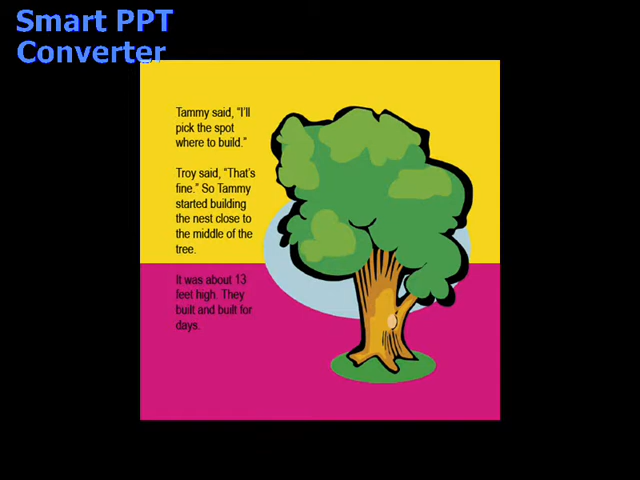 Smart PPT
Converter
Tammy said, “I’ll
pick the spot
where to build.”
Troy said, “That’s
fine.” So Tammy
started building
the nest close to
the middle of the
tree.
It was about 13
feet high. They
built and built for
days.